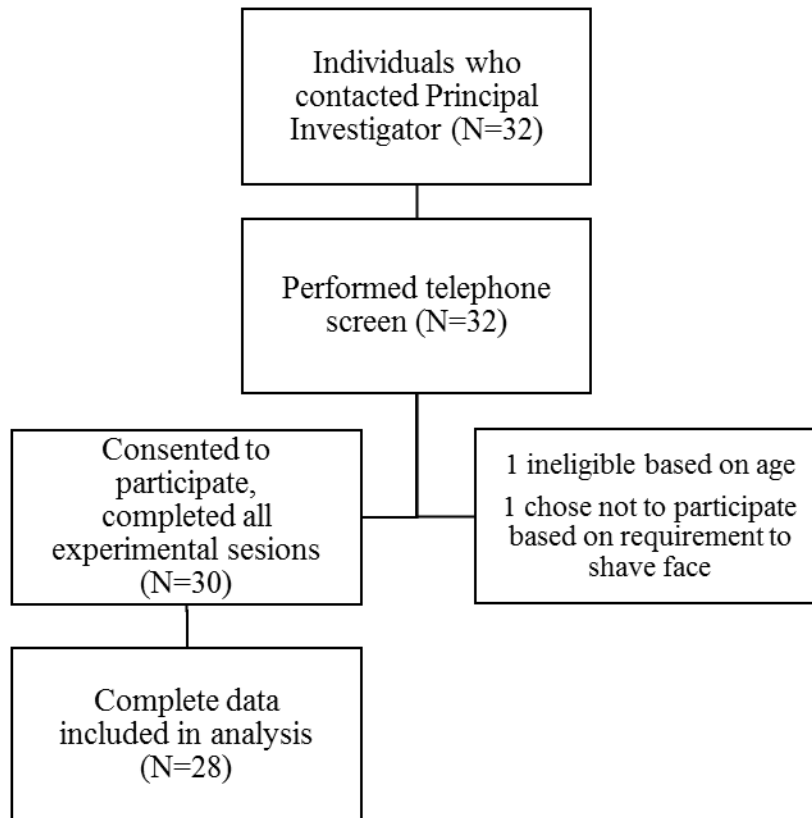 Individuals who
contacted Principal
Investigator (N=32)
Performed telephone
screen (N=32)
Consented to
participate,
completed all
experimental sesions
(N=30)
1 ineligible based on age
1 chose not to participate
based on requirement to
shave face
Complete data
included in analysis
(N=28)